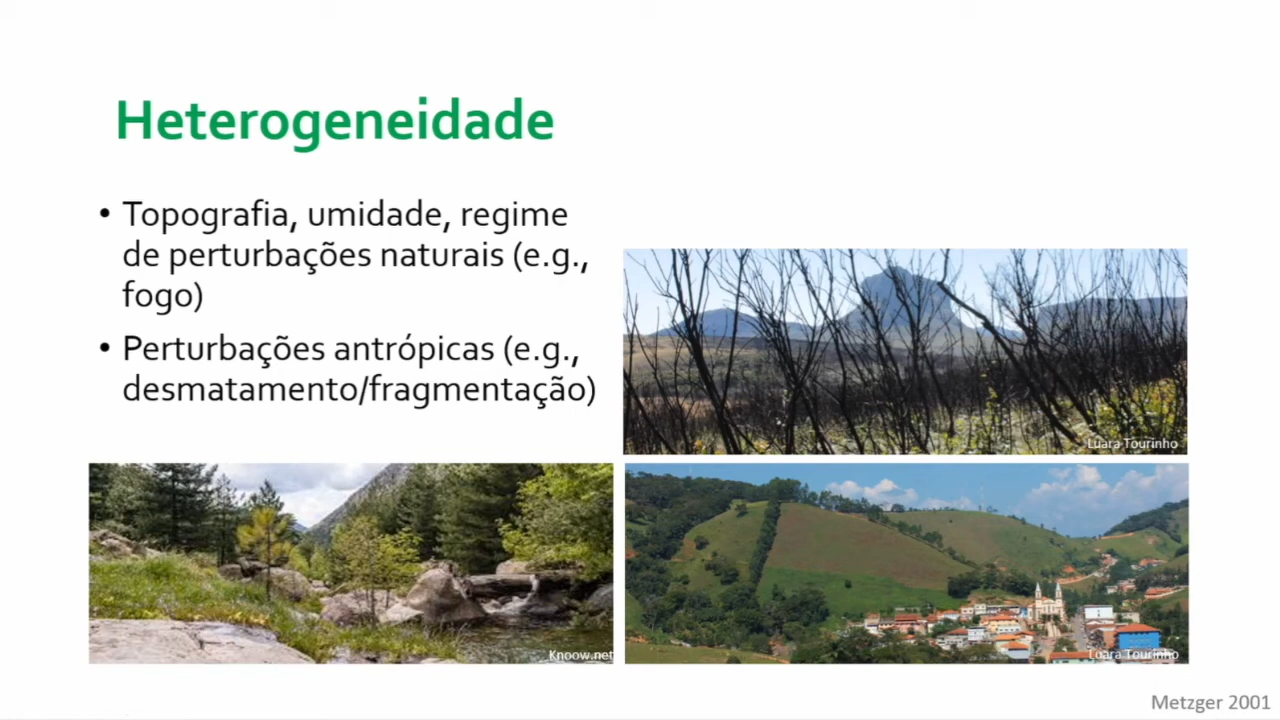 Heterogeneidade
• Topografia, umidade, regime
de perturbações naturais (e.g.,
fogo)
• Perturbações antrópicas (e.g.,
desmatamento/fragmentação)
Luara Tourinho
Knoow.net
Luara Tourinho
Metzger 2001